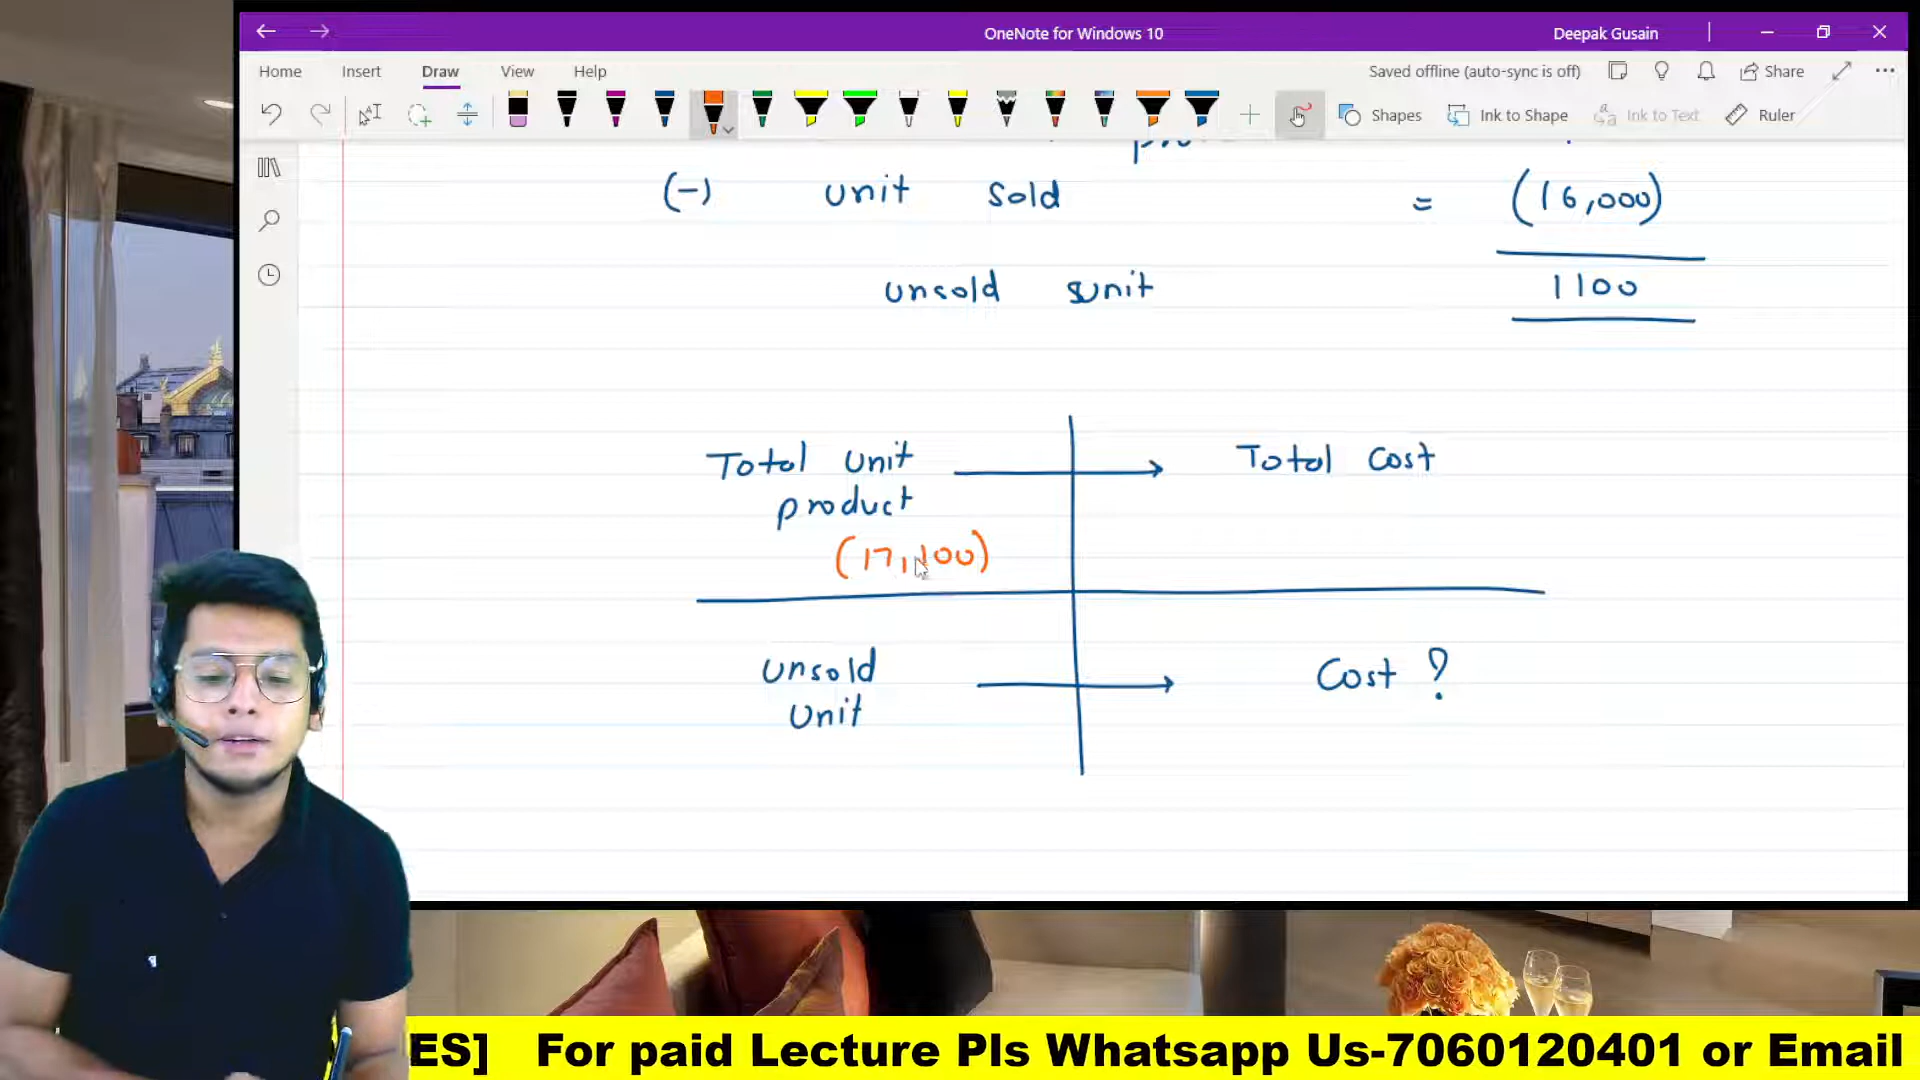 OneNote for Windows 10
Deepak Gusain
Home Insert Draw View Help
Saved offline (auto-sync is off) Share
Shapes Ink to Shape Ink to Text Ruler
(-) unit sold = (16,000)
unsold unit 1100
Total unit → Total cost
product
(17,100)
unsold → Cost ?
unit
ES] For paid Lecture Pls Whatsapp Us-7060120401 or Email